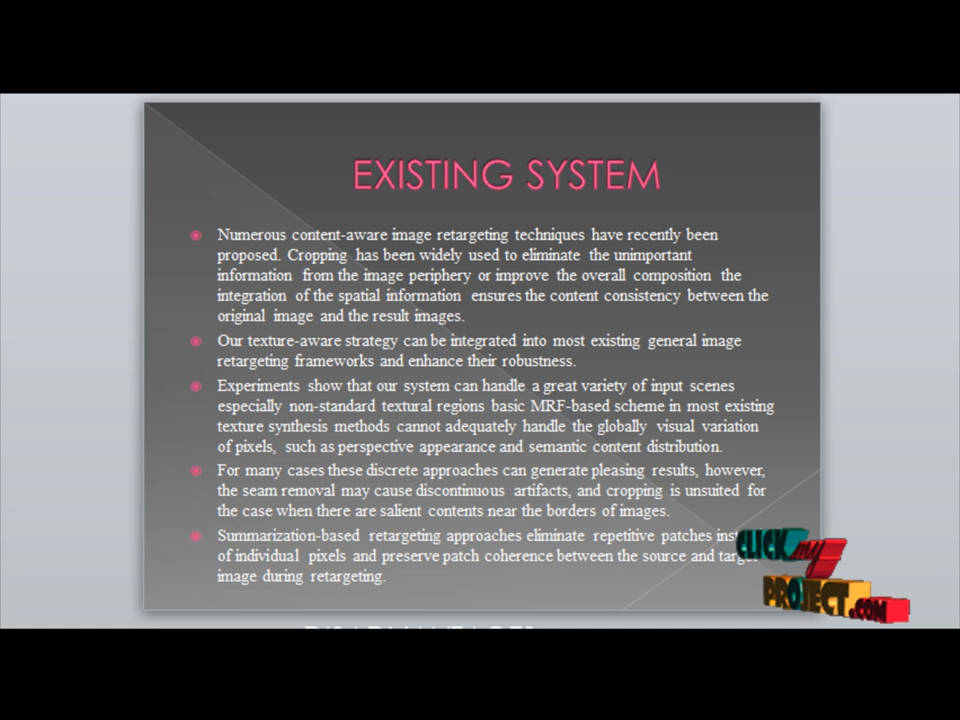 EXISTING SYSTEM
Numerous content-aware image retargeting techniques have recently been
proposed. Cropping has been widely used to eliminate the unimportant
information from the image periphery or improve the overall composition the
integration of the spatial information ensures the content consistency between the
original image and the result images.
Our texture-aware strategy can be integrated into most existing general image
retargeting frameworks and enhance their robustness.
Experiments show that our system can handle a great variety of input scenes
especially non-standard textural regions basic MRF-based scheme in most existing
texture synthesis methods cannot adequately handle the globally visual variation
of pixels, such as perspective appearance and semantic content distribution.
For many cases these discrete approaches can generate pleasing results, however,
the seam removal may cause discontinuous artifacts, and cropping is unsuited for
the case when there are salient contents near the borders of images.
Summarization-based retargeting approaches eliminate repetitive patches
of individual pixels and preserve patch coherence between the source and
image during retargeting.
CLICK my
PROJECT.COM